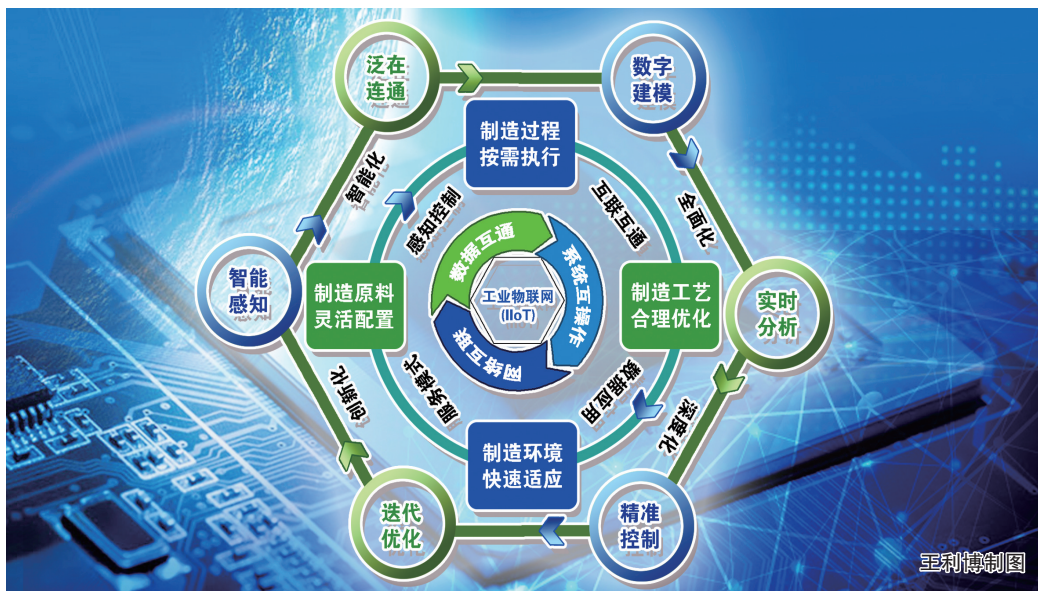 泛在
连通
数字
建模
制造过程
按需执行
智能化
感知控制
互联互通
全面化
数据互通
系统互操作
智能
感知
制造原料
灵活配置
工业物联网
(IIoT)
制造工艺
合理优化
实时
分析
网络互联
创新化
服务模式
数据应用
深度化
制造环境
快速适应
迭代
优化
精准
控制
王利博制图